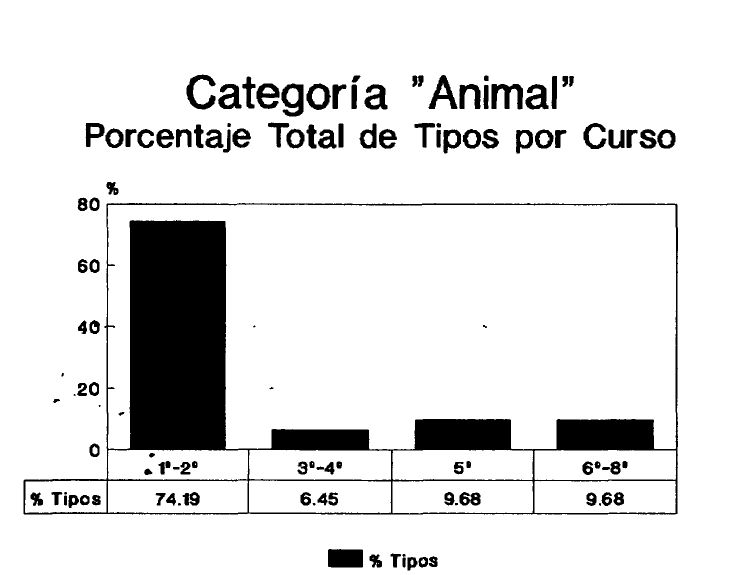 Categoría "Animal"
Porcentaje Total de Tipos por Curso
%
80
60
40
20
0
1º-2º 3º-4º 5º 6º-8º
% Tipos 74.19 6.45 9.68 9.68
% Tipos